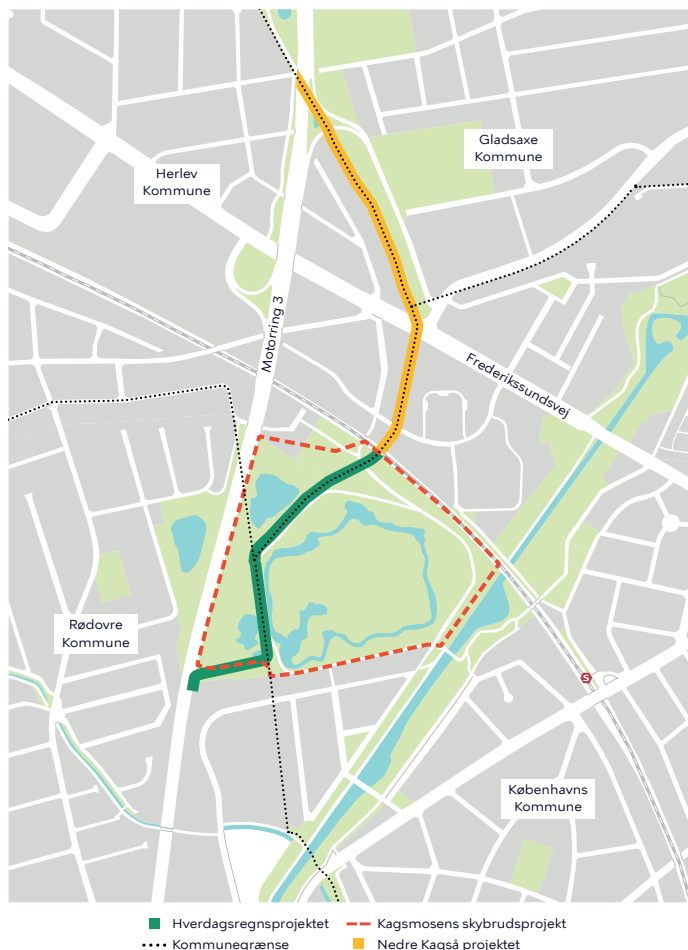 Gladsaxe
Kommune
Herlev
Kommune
Motorring 3
Frederikssundsvej
Rødovre
Kommune
S
Københavns
Kommune
Hverdagsregnsprojektet
Kagsmosens skybrudsprojekt
Kommunegrænse
Nedre Kagså projektet